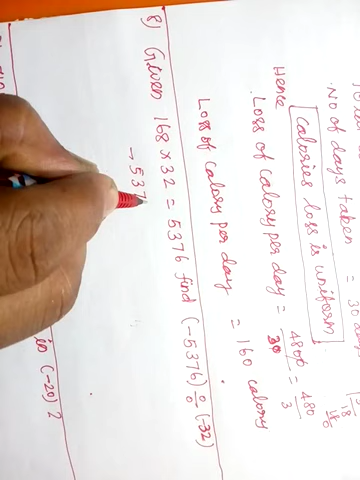 No of days taken = 30 days
calories loss is uniform
Hence
Loss of calory per day = 4800/30 = 480/3
Loss of calory per day = 160 calory
8) Given 168 × 32 = 5376 find (-5376) ÷ (-32)
→ 537
in (-20) ?